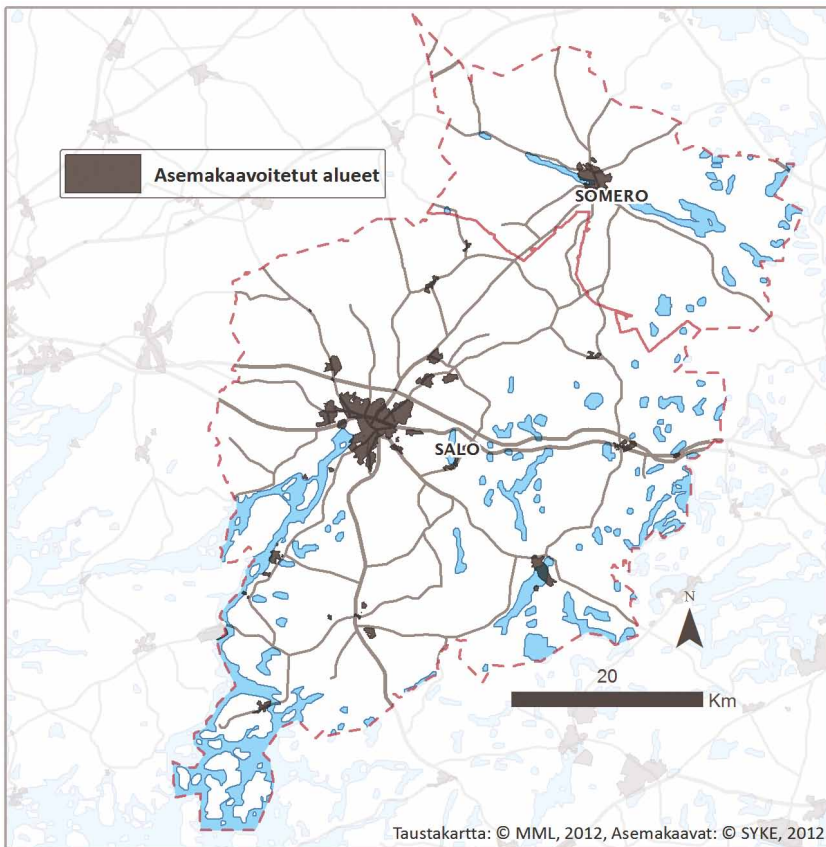 Asemakaavoitetut alueet
SOMERO
SALO
N
20
Km
Taustakartta: © MML, 2012, Asemakaavat: © SYKE, 2012